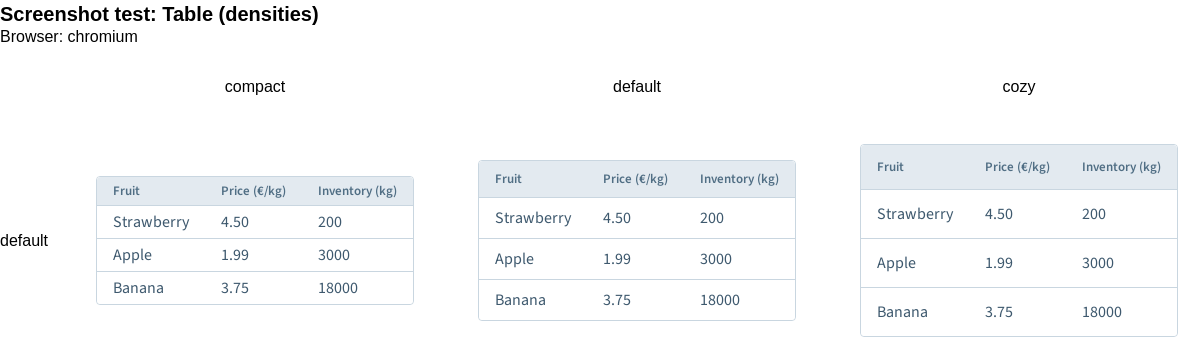 Screenshot test: Table (densities)
Browser: chromium
compact default cozy
default
Fruit Price (€/kg) Inventory (kg)
Strawberry 4.50 200
Apple 1.99 3000
Banana 3.75 18000
Fruit Price (€/kg) Inventory (kg)
Strawberry 4.50 200
Apple 1.99 3000
Banana 3.75 18000
Fruit Price (€/kg) Inventory (kg)
Strawberry 4.50 200
Apple 1.99 3000
Banana 3.75 18000